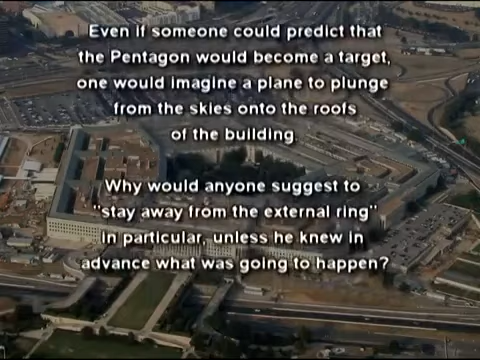 Even if someone could predict that
the Pentagon would become a target,
one would imagine a plane to plunge
from the skies onto the roofs
of the building.
Why would anyone suggest to
"stay away from the external ring"
in particular, unless he knew in
advance what was going to happen?